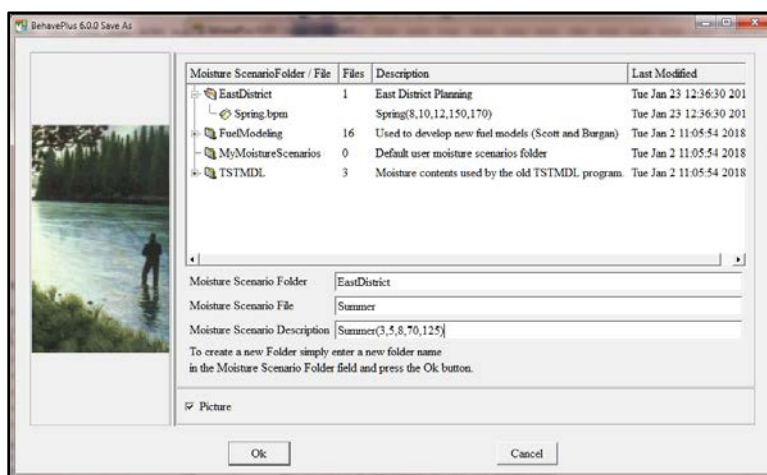 BehavePlus 6.0.0 Save As
Moisture ScenarioFolder / File Files Description Last Modified
EastDistrict 1 East District Planning Tue Jan 23 12:36:30 201
Spring.bpm Spring(8,10,12,150,170) Tue Jan 23 12:36:30 201
FuelModeling 16 Used to develop new fuel models (Scott and Burgan) Tue Jan 2 11:05:54 2018
MyMoistureScenarios 0 Default user moisture scenarios folder Tue Jan 2 11:05:54 2018
TSTMDL 3 Moisture contents used by the old TSTMDL program. Tue Jan 2 11:05:54 2018
Moisture Scenario Folder EastDistrict
Moisture Scenario File Summer
Moisture Scenario Description Summer(3,5,8,70,125)
To create a new Folder simply enter a new folder name
in the Moisture Scenario Folder field and press the Ok button.
Picture
Ok Cancel